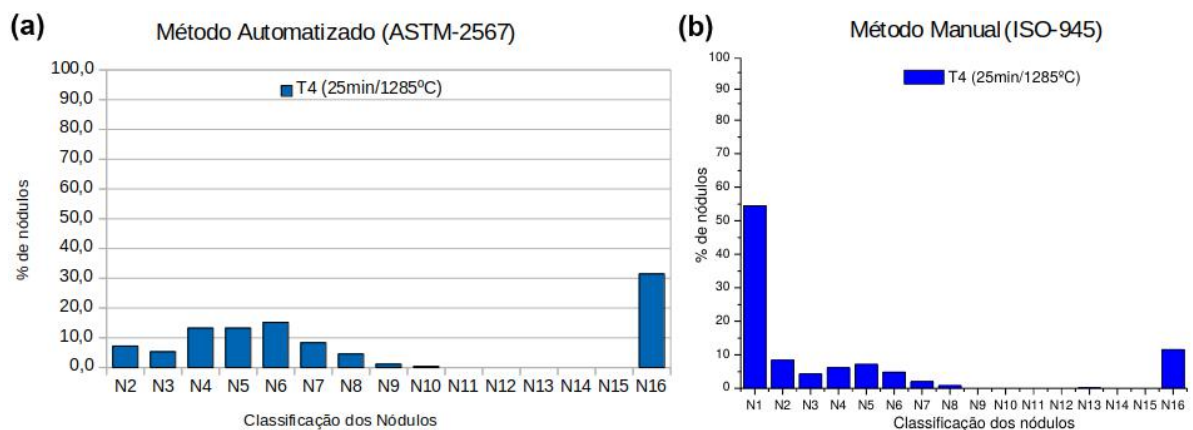 (a)
Método Automatizado (ASTM-2567)
100,0
90,0
80,0
70,0
60,0
50,0
40,0
30,0
20,0
10,0
0,0
% de nódulos
T4 (25min/1285ºC)
N2 N3 N4 N5 N6 N7 N8 N9 N10 N11 N12 N13 N14 N15 N16
Classificação dos Nódulos
(b)
Método Manual (ISO-945)
100
90
80
70
60
50
40
30
20
10
0
% de nódulos
T4 (25min/1285ºC)
N1 N2 N3 N4 N5 N6 N7 N8 N9 N10 N11 N12 N13 N14 N15 N16
Classificação dos nódulos